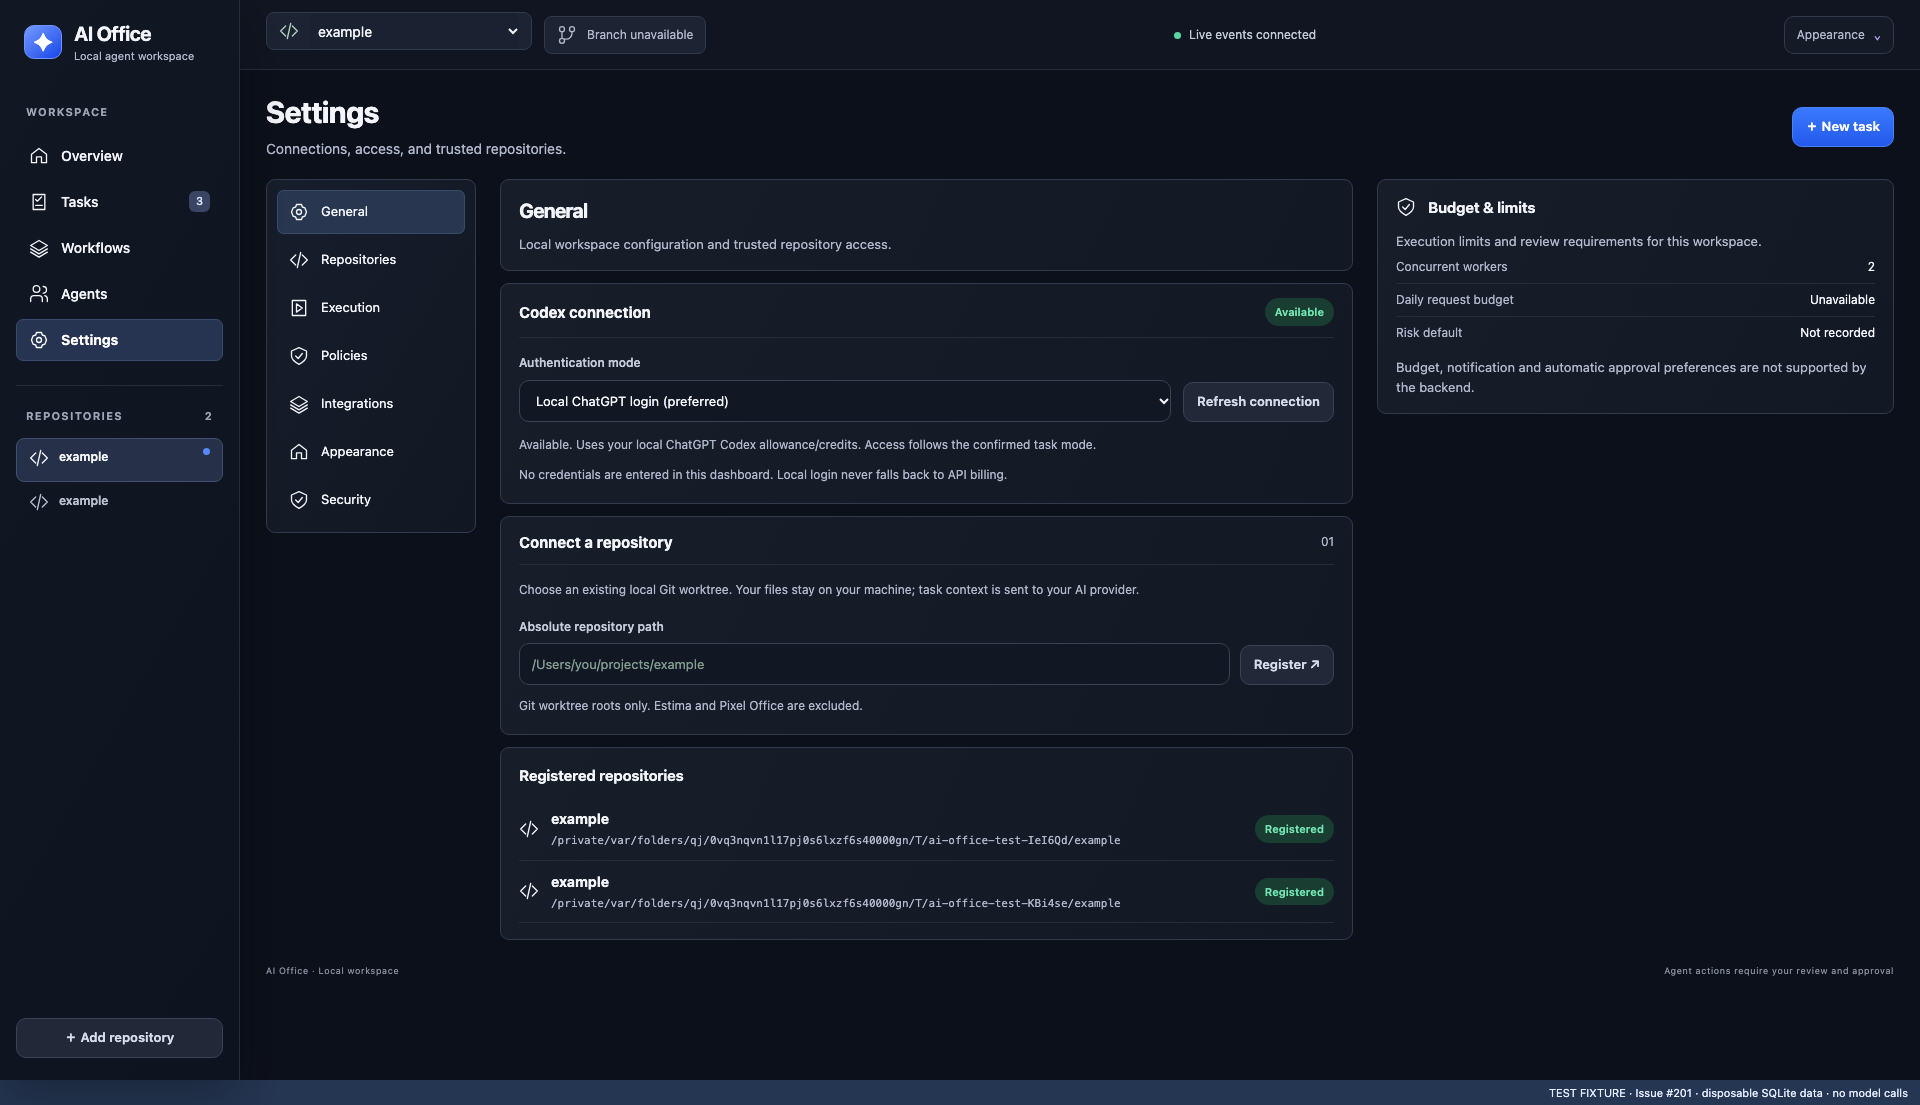 AI Office
Local agent workspace
WORKSPACE
Overview
Tasks
3
Workflows
Agents
Settings
REPOSITORIES
2
example
example
+ Add repository
example
Branch unavailable
Live events connected
Appearance
Settings
Connections, access, and trusted repositories.
+ New task
General
Repositories
Execution
Policies
Integrations
Appearance
Security
General
Local workspace configuration and trusted repository access.
Codex connection
Available
Authentication mode
Local ChatGPT login (preferred)
Refresh connection
Available. Uses your local ChatGPT Codex allowance/credits. Access follows the confirmed task mode.
No credentials are entered in this dashboard. Local login never falls back to API billing.
Connect a repository
01
Choose an existing local Git worktree. Your files stay on your machine; task context is sent to your AI provider.
Absolute repository path
/Users/you/projects/example
Register ↗
Git worktree roots only. Estima and Pixel Office are excluded.
Registered repositories
example
/private/var/folders/qj/0vq3nqvn1l17pj0s6lxzf6s40000gn/T/ai-office-test-IeI6Qd/example
Registered
example
/private/var/folders/qj/0vq3nqvn1l17pj0s6lxzf6s40000gn/T/ai-office-test-KBi4se/example
Registered
Budget & limits
Execution limits and review requirements for this workspace.
Concurrent workers
2
Daily request budget
Unavailable
Risk default
Not recorded
Budget, notification and automatic approval preferences are not supported by
the backend.
AI Office · Local workspace
Agent actions require your review and approval
TEST FIXTURE · Issue #201 · disposable SQLite data · no model calls